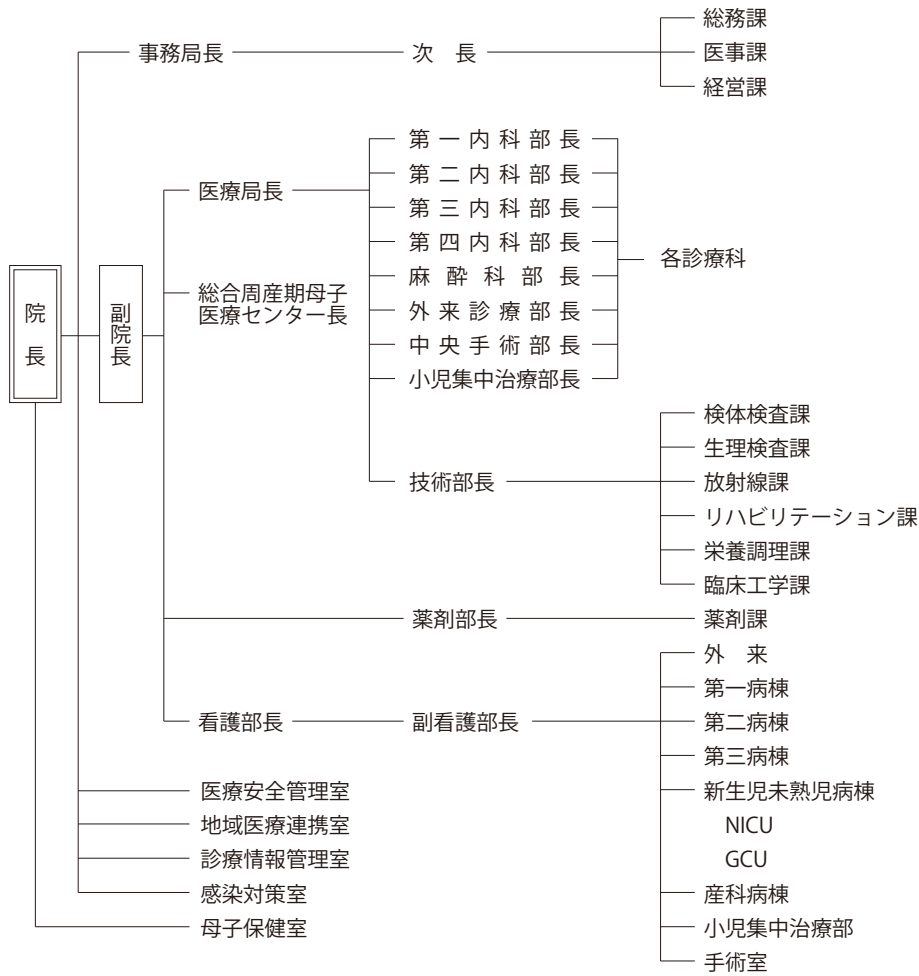 総務課
事務局長 次　長 医事課
経営課
第一内科部長
第二内科部長
医療局長
第三内科部長
第四内科部長
各診療科
麻酔科部長
総合周産期母子
医療センター長
外来診療部長
院長
副院長
中央手術部長
小児集中治療部長
検体検査課
生理検査課
技術部長 放射線課
リハビリテーション課
栄養調理課
臨床工学課
薬剤部長 薬剤課
外　来
第一病棟
看護部長 副看護部長 第二病棟
第三病棟
医療安全管理室 新生児未熟児病棟
地域医療連携室 NICU
診療情報管理室 GCU
感染対策室 産科病棟
母子保健室 小児集中治療部
手術室